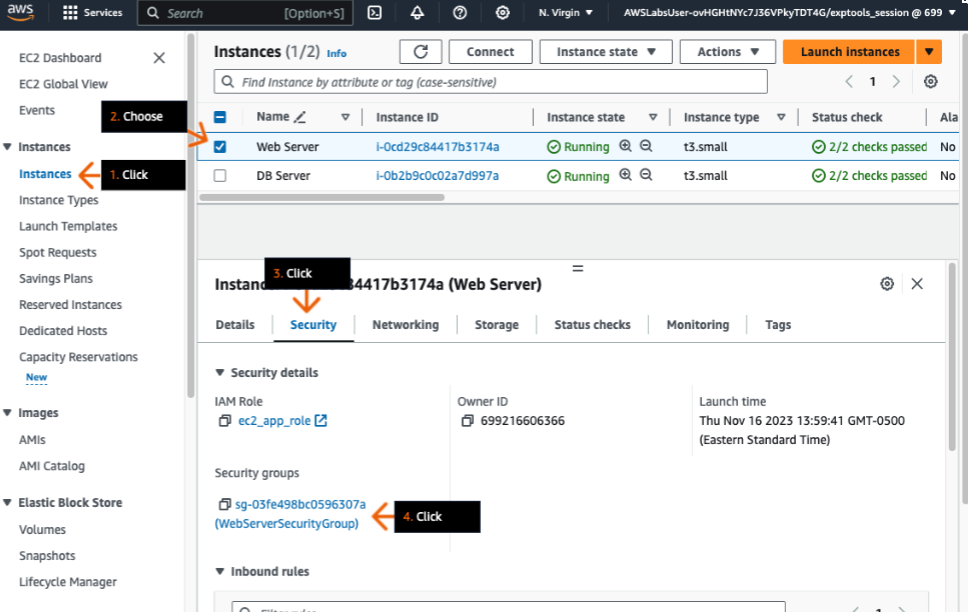 aws Services Search [Option+S] N. Virgin AWSLabsUser-ovHGHtNYc7J36VPkyTDT4G/exptools_session @ 699
EC2 Dashboard
EC2 Global View
Events
Instances
Instances
Instance Types
Launch Templates
Spot Requests
Savings Plans
Reserved Instances
Dedicated Hosts
Capacity Reservations
New
Images
AMIs
AMI Catalog
Elastic Block Store
Volumes
Snapshots
Lifecycle Manager
2. Choose
1. Click
Instances (1/2) Info Connect Instance state Actions Launch instances
Find Instance by attribute or tag (case-sensitive) 1
Name Instance ID Instance state Instance type Status check Ala
Web Server i-0cd29c84417b3174a Running t3.small 2/2 checks passed No
DB Server i-0b2b9c0c02a7d997a Running t3.small 2/2 checks passed No
3. Click
Instanc 84417b3174a (Web Server)
Details Security Networking Storage Status checks Monitoring Tags
Security details
IAM Role Owner ID Launch time
ec2_app_role 699216606366 Thu Nov 16 2023 13:59:41 GMT-0500
(Eastern Standard Time)
Security groups
sg-03fe498bc0596307a
(WebServerSecurityGroup)
4. Click
Inbound rules